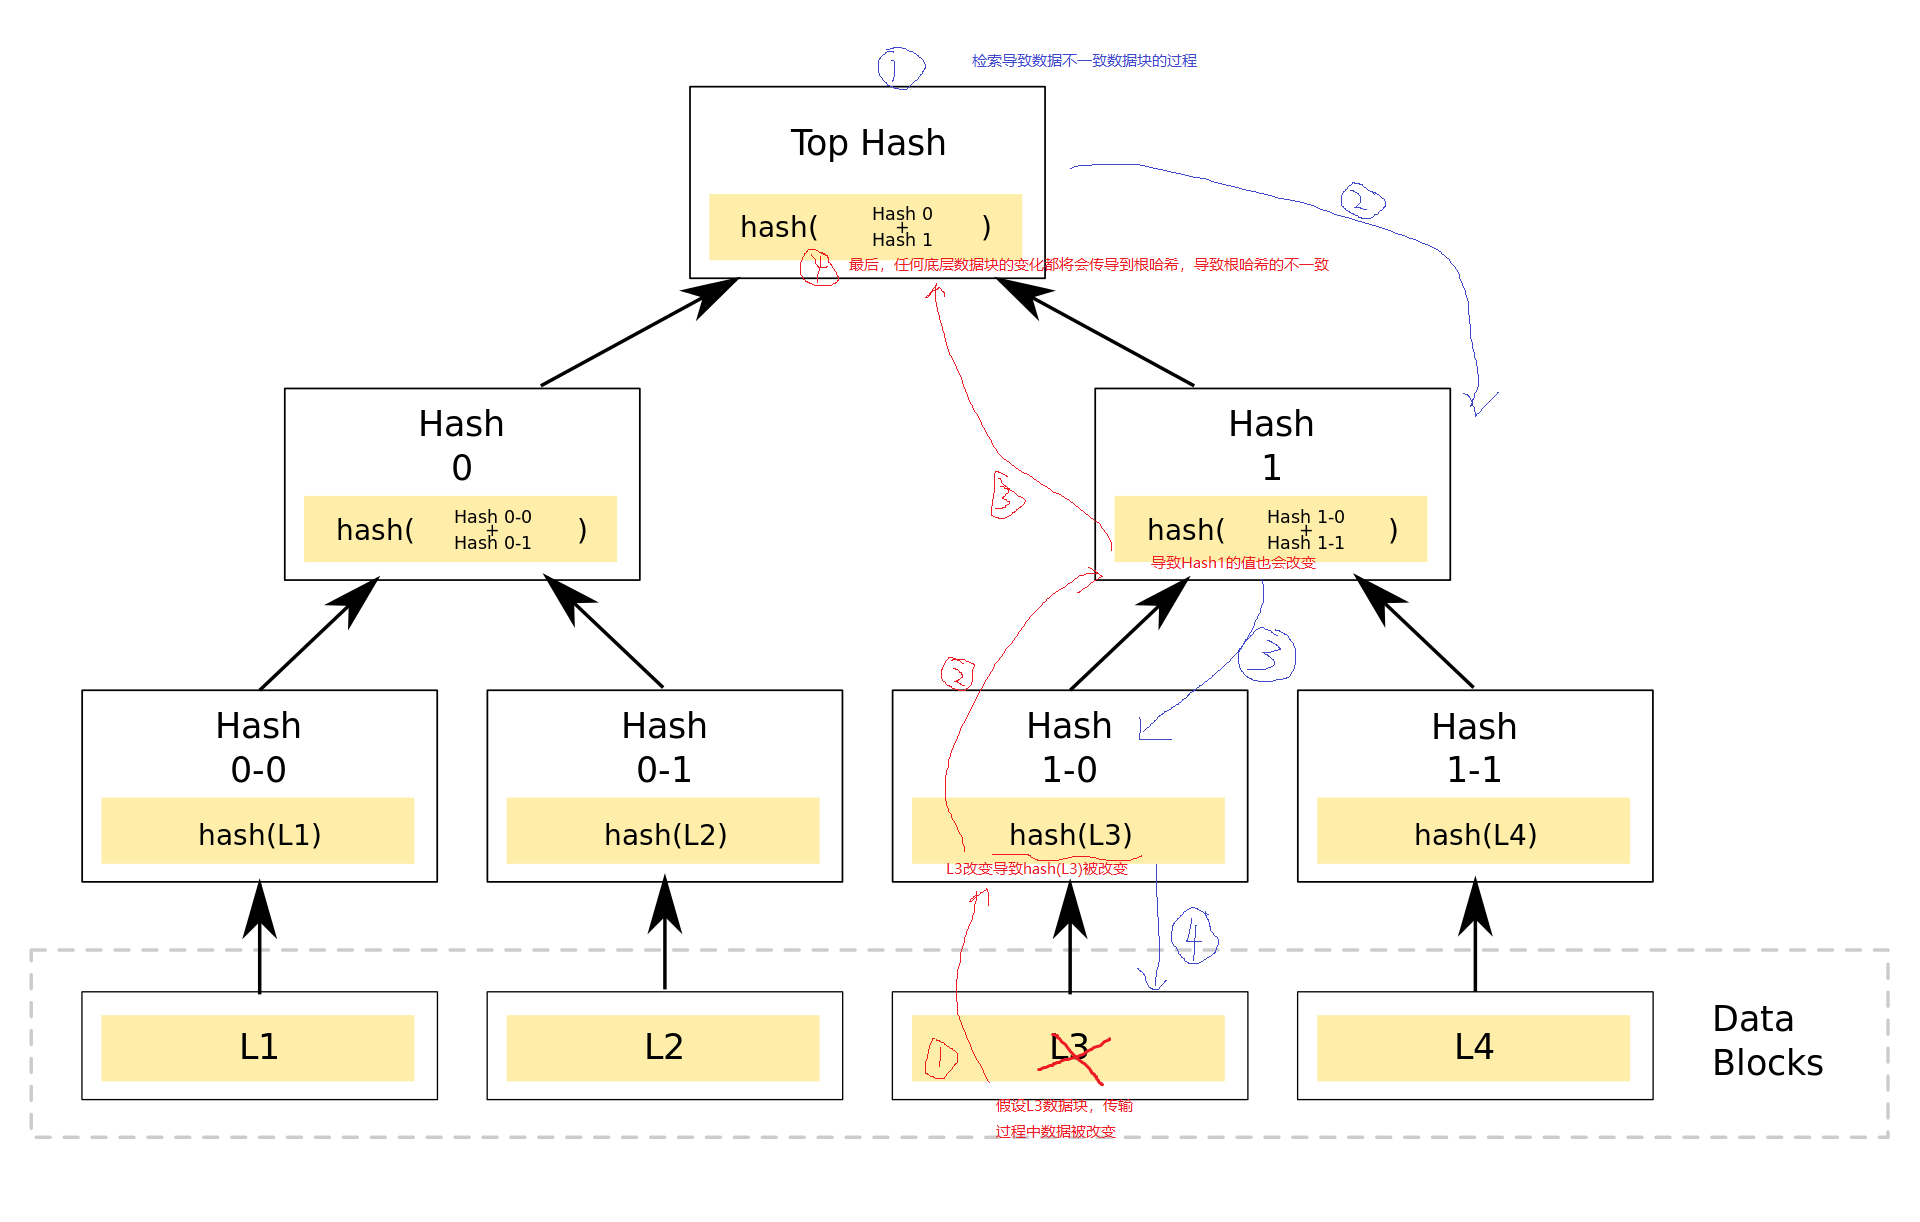 ①
检索导致数据不一致数据块的过程
Top Hash
②
hash( Hash 0 + Hash 1 )
④ 最后，任何底层数据块的变化都将会传导到根哈希，导致根哈希的不一致
Hash
0
hash( Hash 0-0 + Hash 0-1 )
③
Hash
1
hash( Hash 1-0 + Hash 1-1 )
导致Hash1的值也会改变
②
③
Hash
0-0
hash(L1)
Hash
0-1
hash(L2)
Hash
1-0
hash(L3)
L3改变导致hash(L3)被改变
Hash
1-1
hash(L4)
④
L1
L2
①
L3
L4
Data
Blocks
假设L3数据块，传输
过程中数据被改变